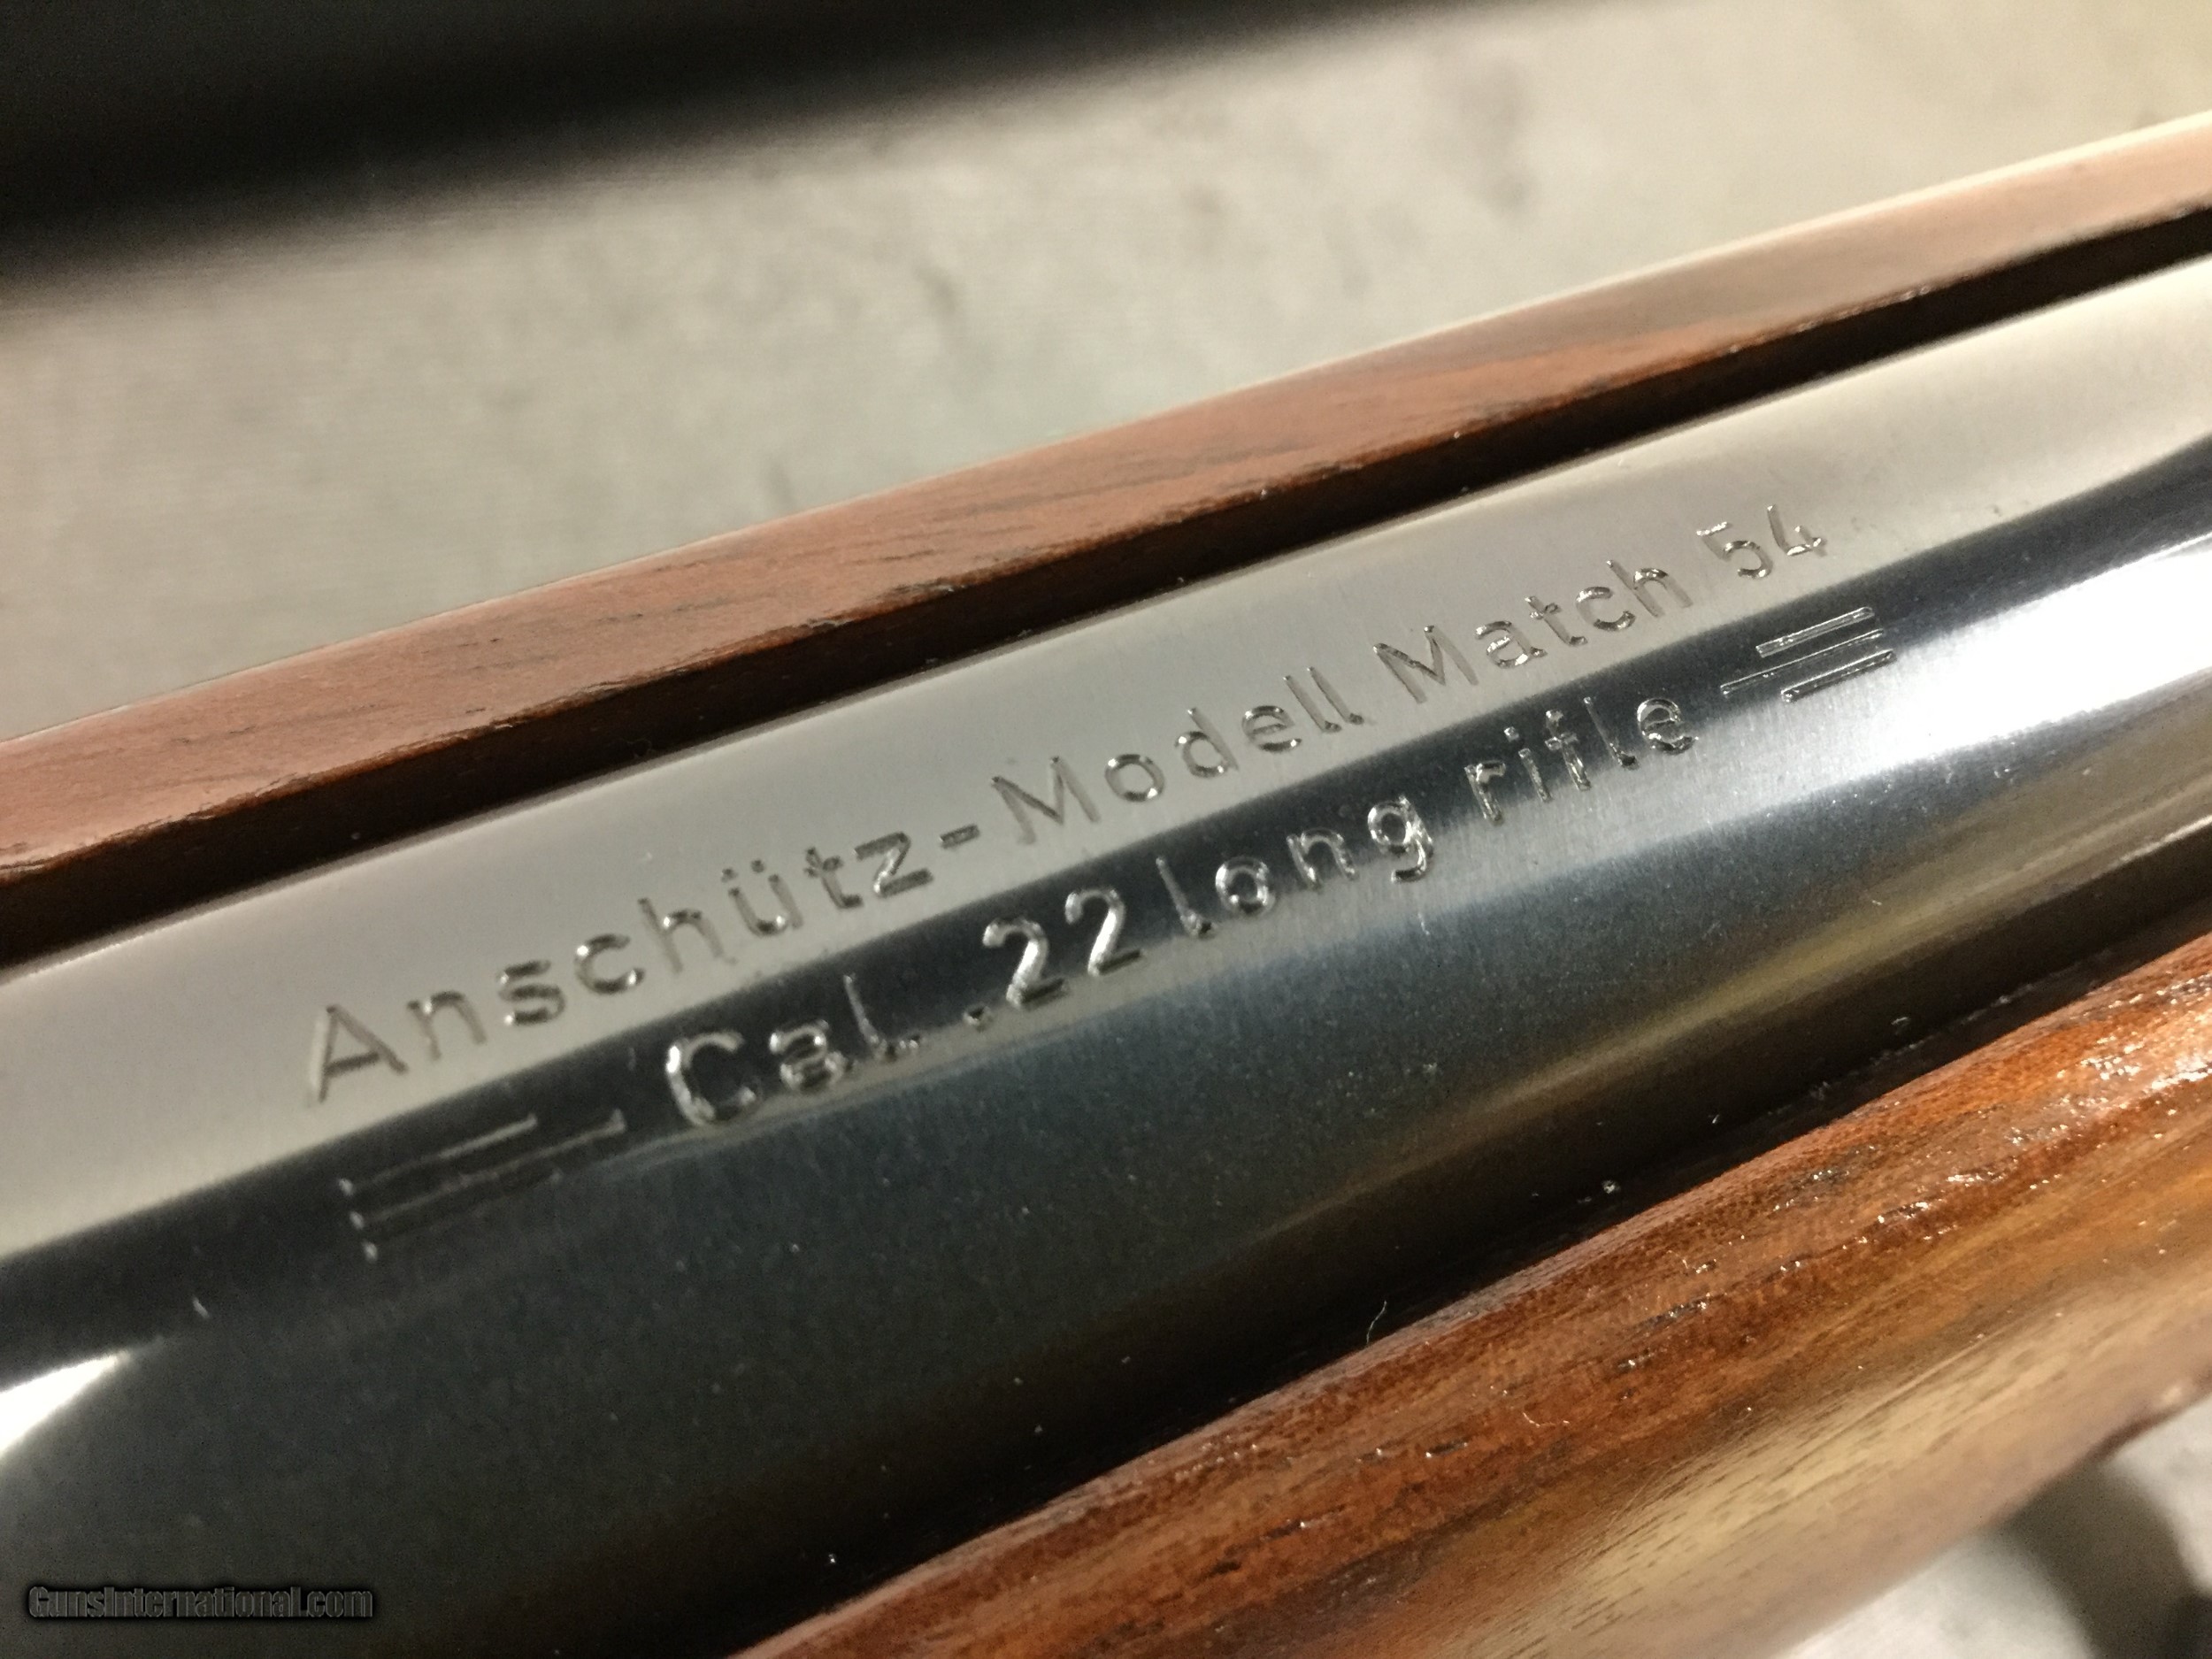 Anschütz-Modell Match 54
Cal. .22 long rifle
GunsInternational.com